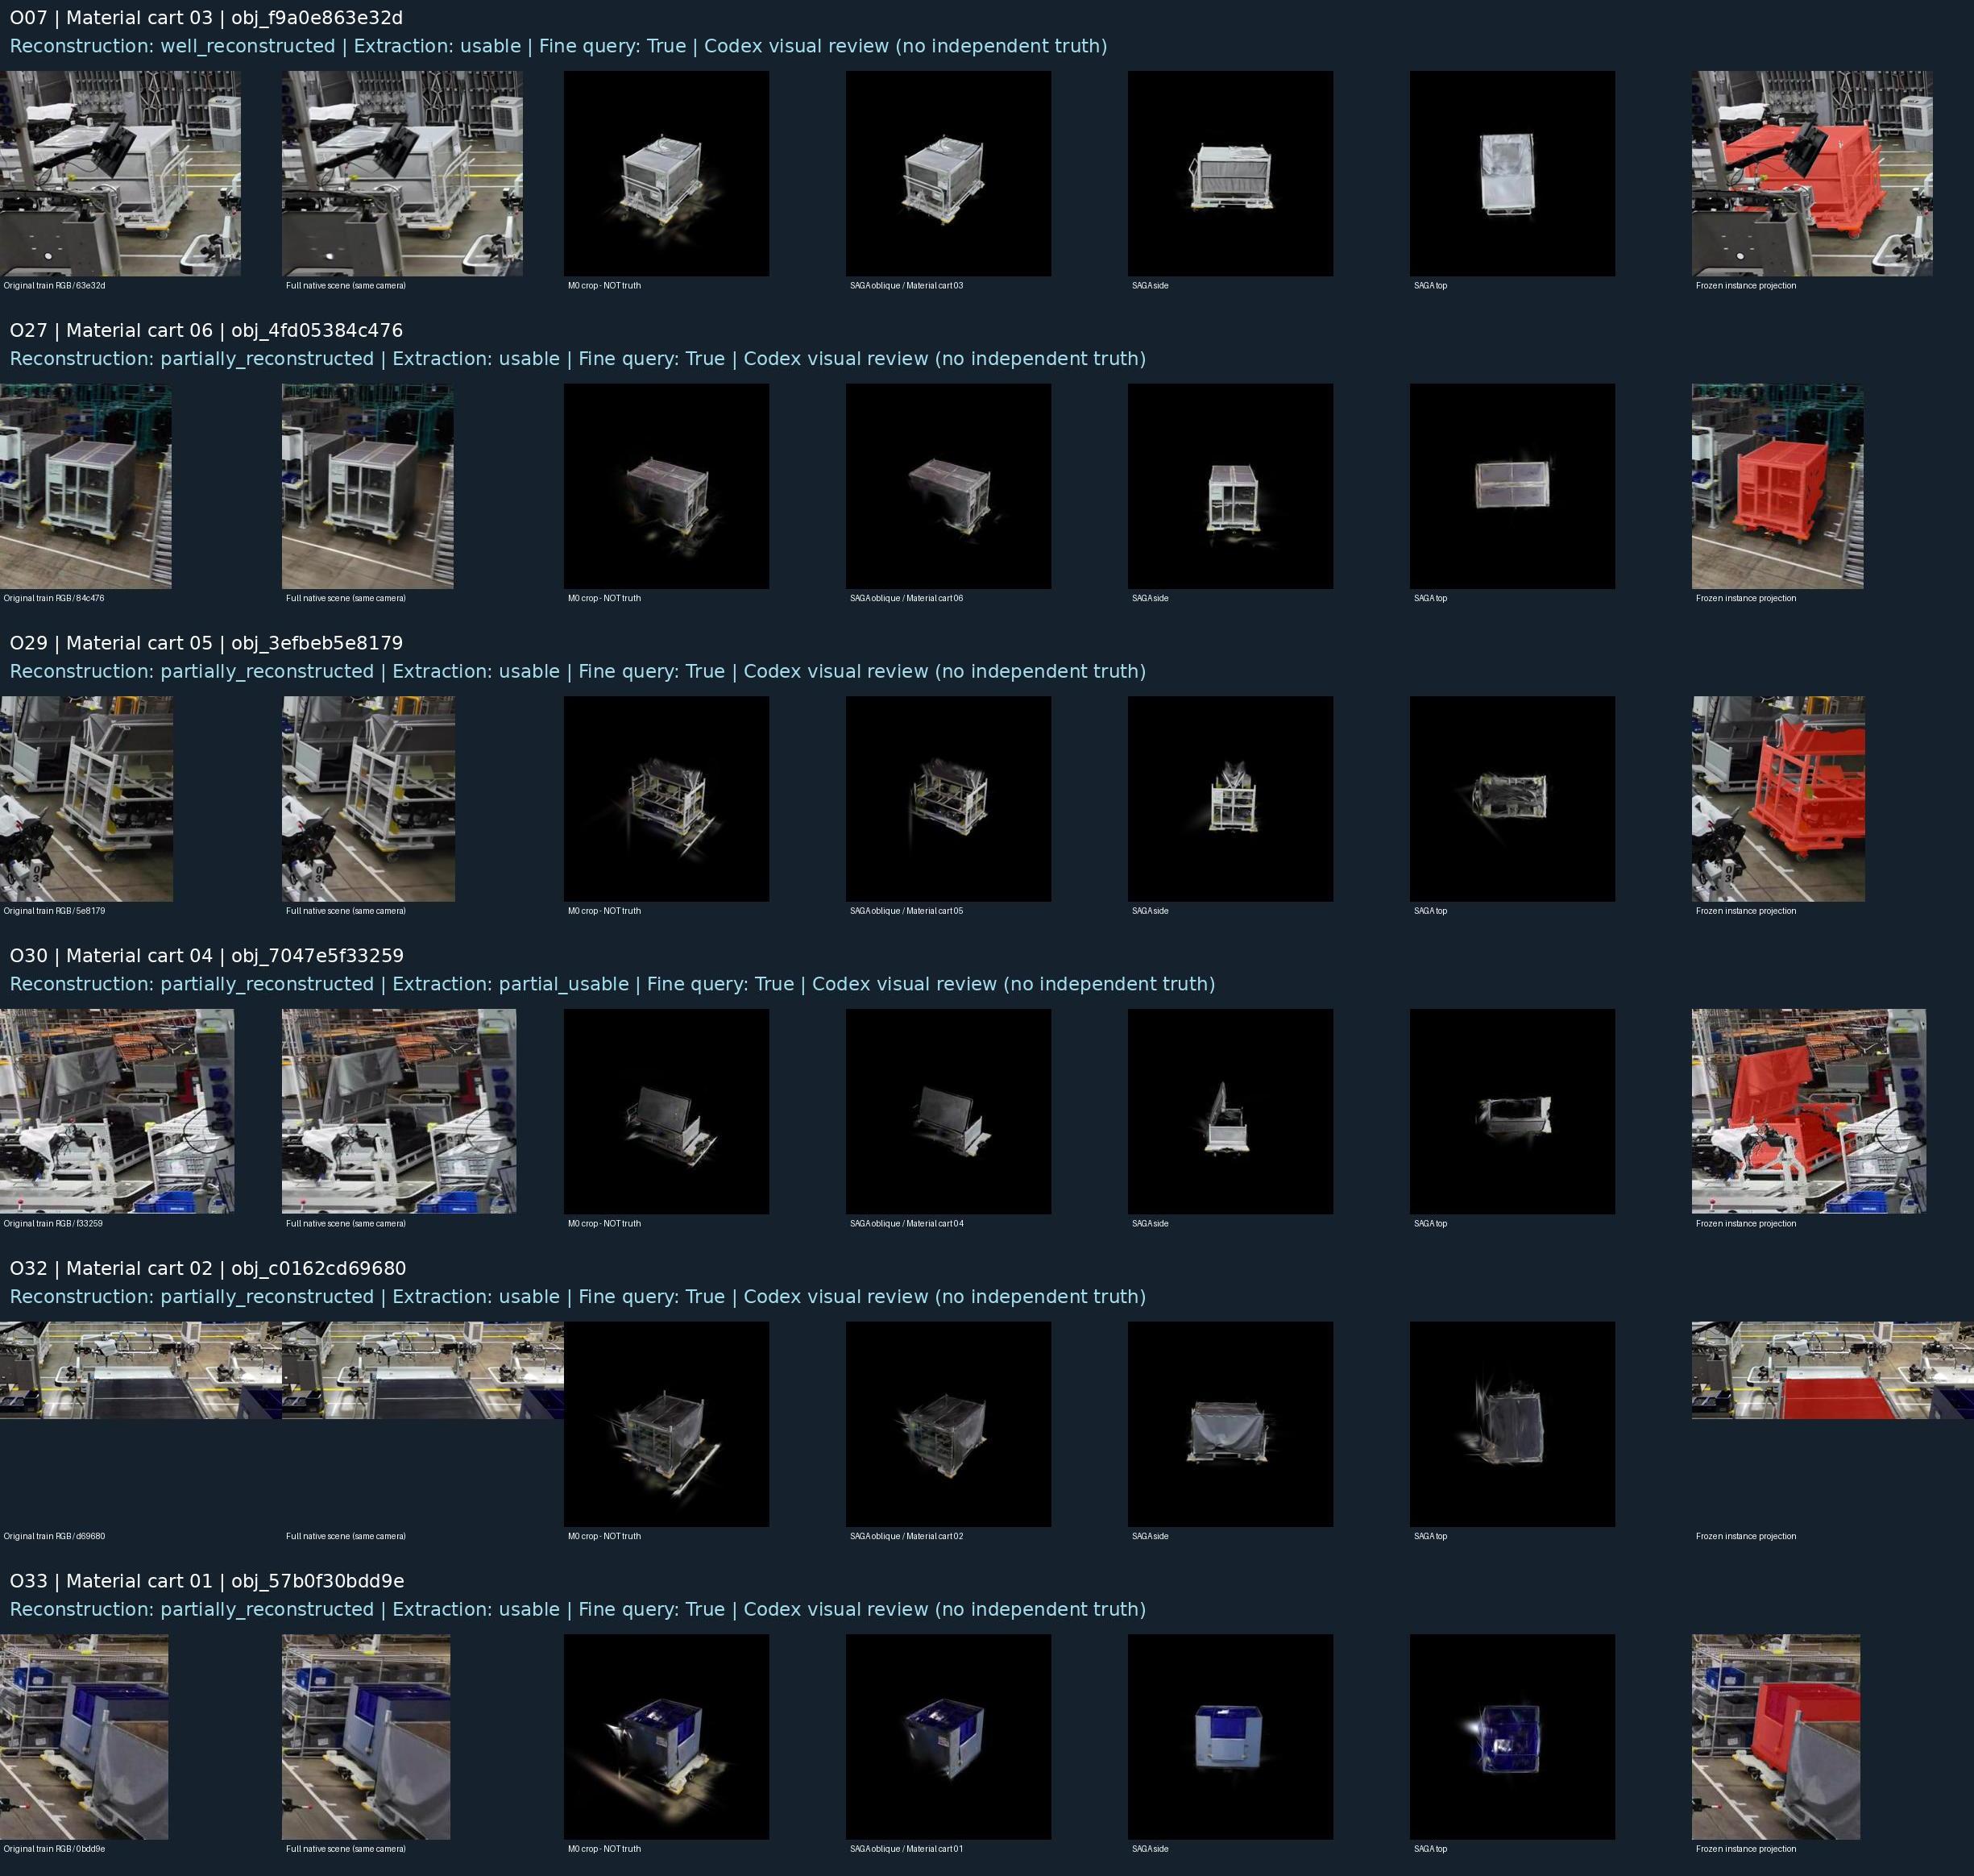 O07 | Material cart 03 | obj_f9a0e863e32d
Reconstruction: well_reconstructed | Extraction: usable | Fine query: True | Codex visual review (no independent truth)
Original train RGB / 63e32d
Full native scene (same camera)
M0 crop - NOT truth
SAGA oblique / Material cart 03
SAGA side
SAGA top
Frozen instance projection
O27 | Material cart 06 | obj_4fd05384c476
Reconstruction: partially_reconstructed | Extraction: usable | Fine query: True | Codex visual review (no independent truth)
Original train RGB / 84c476
Full native scene (same camera)
M0 crop - NOT truth
SAGA oblique / Material cart 06
SAGA side
SAGA top
Frozen instance projection
O29 | Material cart 05 | obj_3efbeb5e8179
Reconstruction: partially_reconstructed | Extraction: usable | Fine query: True | Codex visual review (no independent truth)
Original train RGB / 5e8179
Full native scene (same camera)
M0 crop - NOT truth
SAGA oblique / Material cart 05
SAGA side
SAGA top
Frozen instance projection
O30 | Material cart 04 | obj_7047e5f33259
Reconstruction: partially_reconstructed | Extraction: partial_usable | Fine query: True | Codex visual review (no independent truth)
Original train RGB / f33259
Full native scene (same camera)
M0 crop - NOT truth
SAGA oblique / Material cart 04
SAGA side
SAGA top
Frozen instance projection
O32 | Material cart 02 | obj_c0162cd69680
Reconstruction: partially_reconstructed | Extraction: usable | Fine query: True | Codex visual review (no independent truth)
Original train RGB / d69680
Full native scene (same camera)
M0 crop - NOT truth
SAGA oblique / Material cart 02
SAGA side
SAGA top
Frozen instance projection
O33 | Material cart 01 | obj_57b0f30bdd9e
Reconstruction: partially_reconstructed | Extraction: usable | Fine query: True | Codex visual review (no independent truth)
Original train RGB / 0bdd9e
Full native scene (same camera)
M0 crop - NOT truth
SAGA oblique / Material cart 01
SAGA side
SAGA top
Frozen instance projection